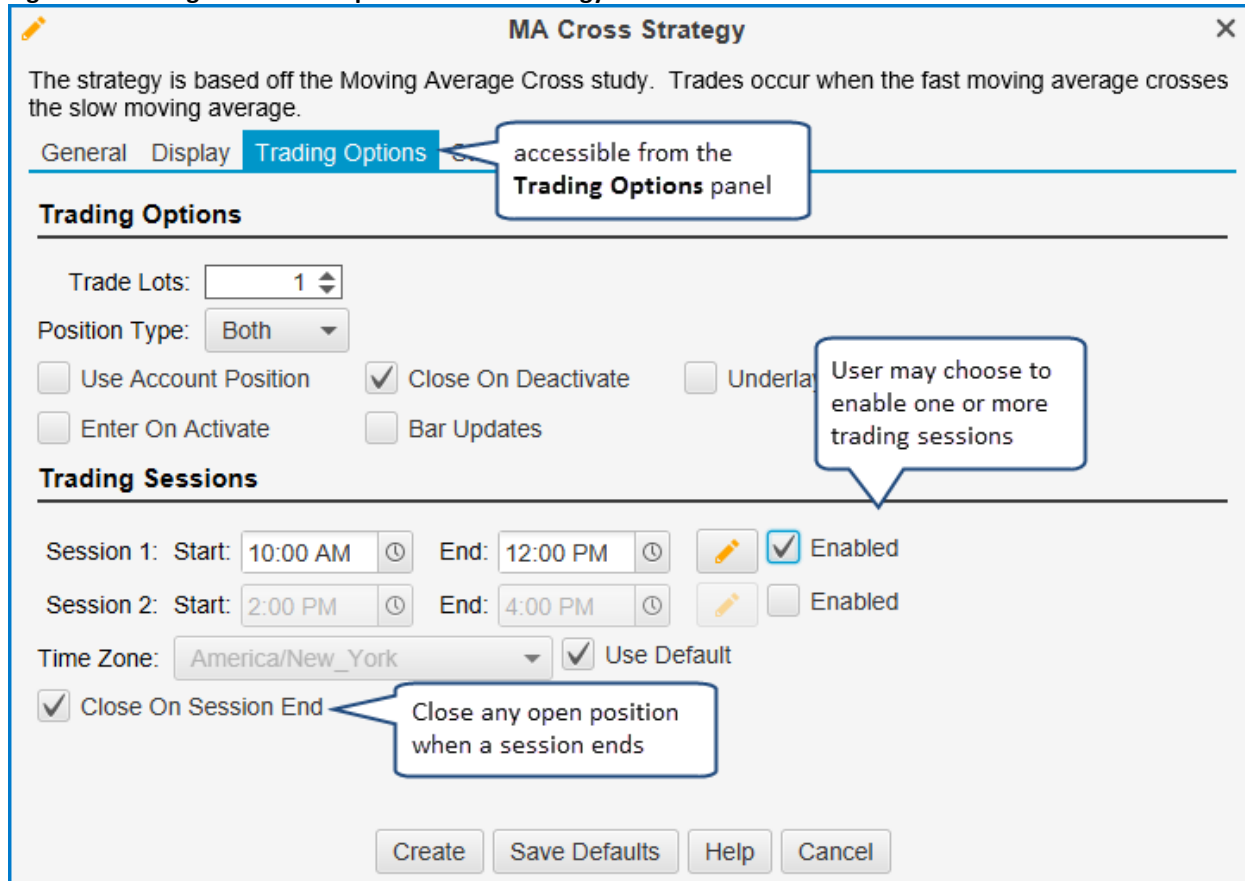 MA Cross Strategy
The strategy is based off the Moving Average Cross study. Trades occur when the fast moving average crosses
the slow moving average.
General Display Trading Options
accessible from the
Trading Options panel
Trading Options
Trade Lots: 1
Position Type: Both
Use Account Position Close On Deactivate
User may choose to
enable one or more
trading sessions
Enter On Activate Bar Updates
Trading Sessions
Session 1: Start: 10:00 AM End: 12:00 PM Enabled
Session 2: Start: 2:00 PM End: 4:00 PM Enabled
Time Zone: America/New_York Use Default
Close On Session End
Close any open position
when a session ends
Create Save Defaults Help Cancel